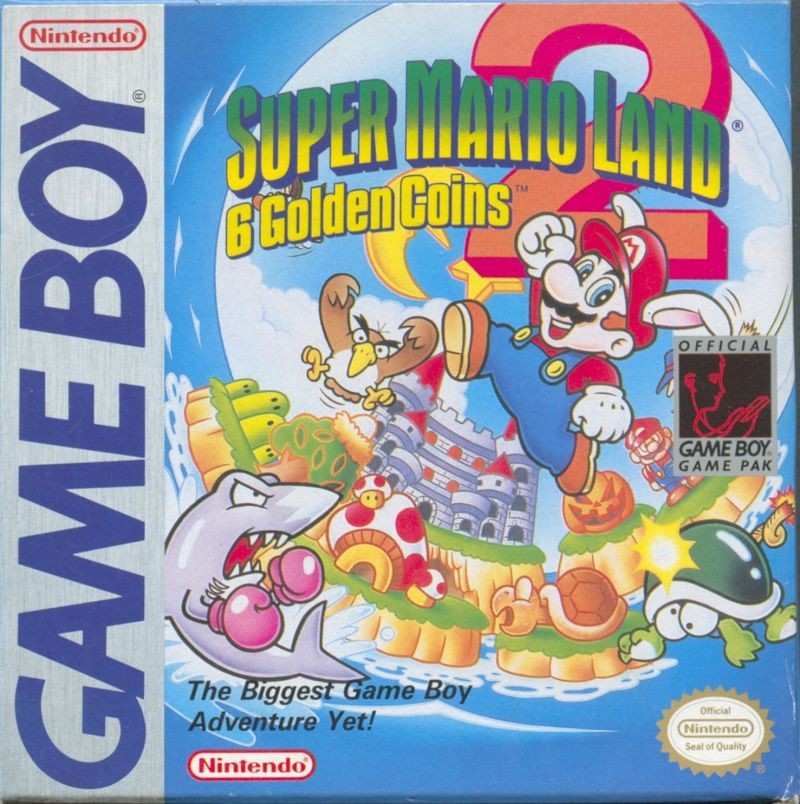 Nintendo®
GAME BOY®
SUPER MARIO LAND®
2
6 Golden Coins™
M
OFFICIAL
GAME BOY
GAME PAK
The Biggest Game Boy
Adventure Yet!
Nintendo®
Official
Nintendo
Seal of Quality
®